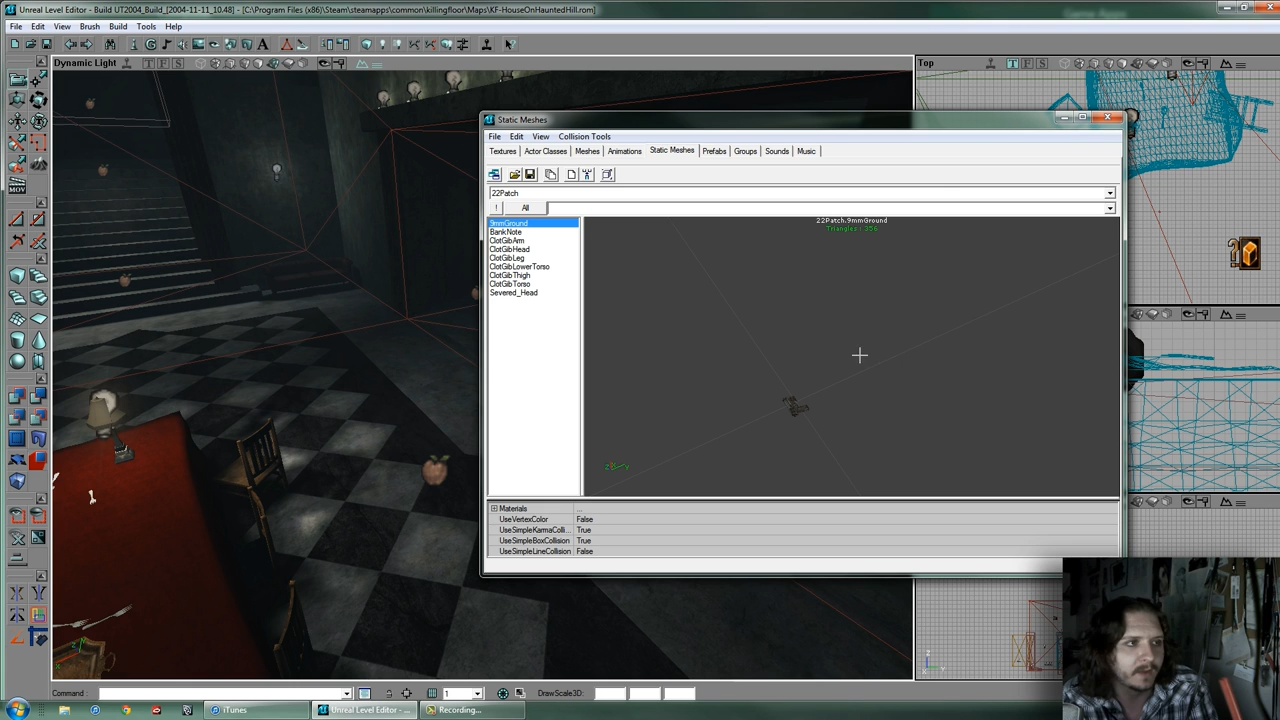 Unreal Level Editor - Build UT2004_Build_[2004-11-11_10.48] - [C:\Program Files (x86)\Steam\steamapps\common\killingfloor\Maps\KF-HouseOnHauntedHill.rom]
File Edit View Brush Build Tools Help
Dynamic Light T F S
Top T F S
MOV
Static Meshes
File Edit View Collision Tools
Textures Actor Classes Meshes Animations Static Meshes Prefabs Groups Sounds Music
22Patch
! All
9mmGround
BankNote
ClotGibArm
ClotGibHead
ClotGibLeg
ClotGibLowerTorso
ClotGibThigh
ClotGibTorso
Severed_Head
22Patch.9mmGround
Triangles : 356
Materials ...
UseVertexColor False
UseSimpleKarmaColli... True
UseSimpleBoxCollision True
UseSimpleLineCollision False
Command : 1 DrawScale3D:
iTunes Unreal Level Editor - ... Recording...